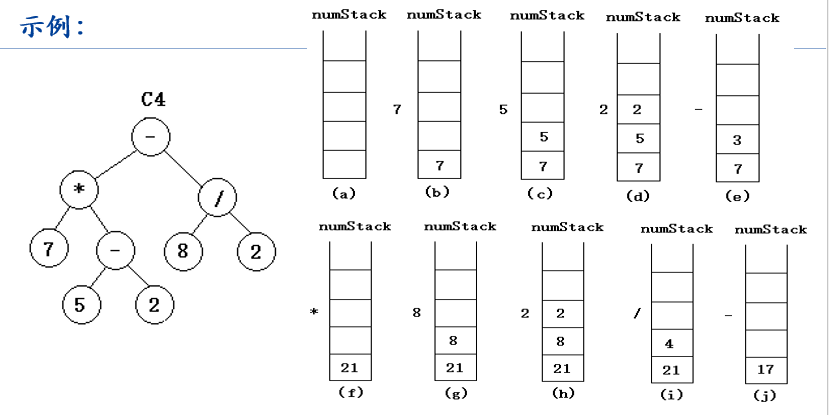 示例：
numStack numStack numStack numStack numStack
C4
-
* /
7 - 8 2
5 2
7 5 2 -
2
5 5 3
7 7 7 7
(a) (b) (c) (d) (e)
numStack numStack numStack numStack numStack
* 8 2 / -
2
8 8 4
21 21 21 21 17
(f) (g) (h) (i) (j)